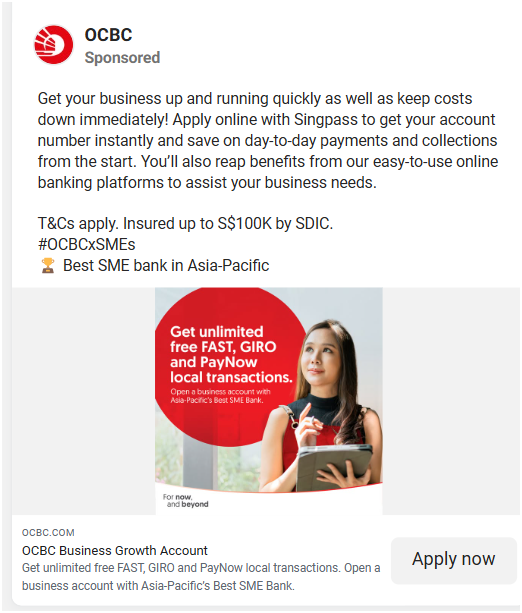 OCBC
Sponsored
Get your business up and running quickly as well as keep costs
down immediately! Apply online with Singpass to get your account
number instantly and save on day-to-day payments and collections
from the start. You’ll also reap benefits from our easy-to-use online
banking platforms to assist your business needs.
T&Cs apply. Insured up to S$100K by SDIC.
#OCBCxSMEs
🏆 Best SME bank in Asia-Pacific
Get unlimited
free FAST, GIRO
and PayNow
local transactions.
Open a business account with
Asia-Pacific's Best SME Bank.
For now,
and beyond
OCBC.COM
OCBC Business Growth Account
Get unlimited free FAST, GIRO and PayNow local transactions. Open a
business account with Asia-Pacific's Best SME Bank.
Apply now